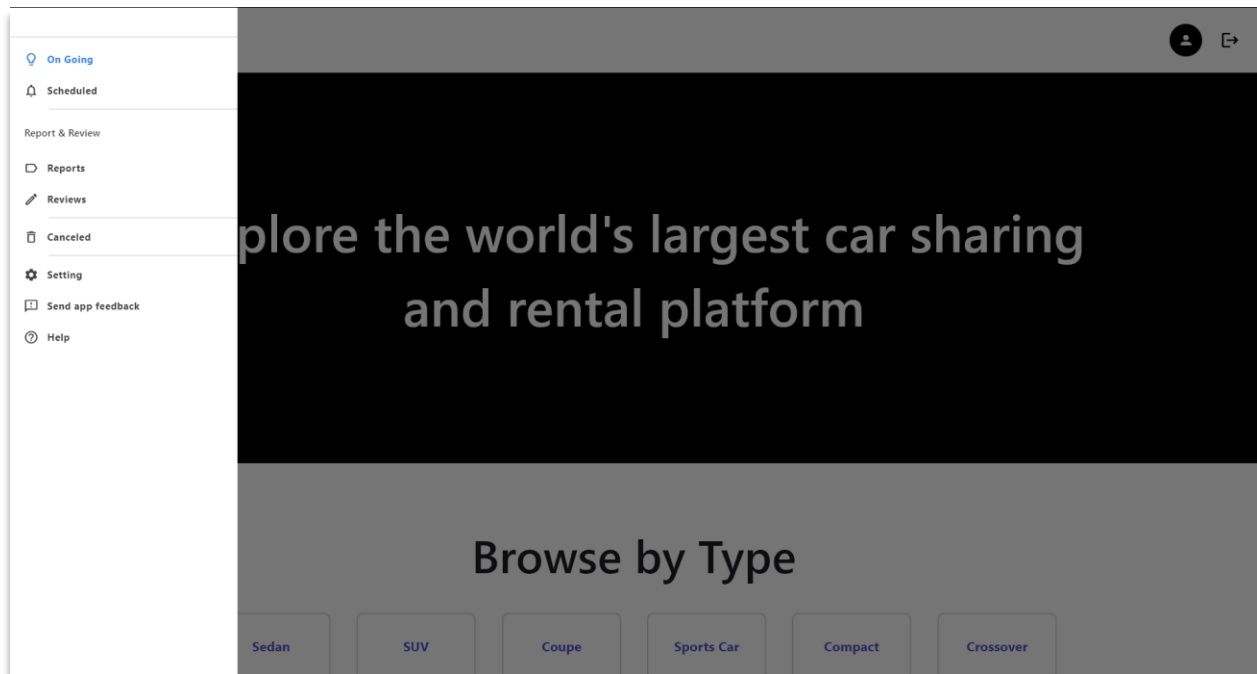 On Going
Scheduled
Report & Review
Reports
Reviews
Canceled
Setting
Send app feedback
Help
plore the world's largest car sharing
and rental platform
Browse by Type
Sedan
SUV
Coupe
Sports Car
Compact
Crossover